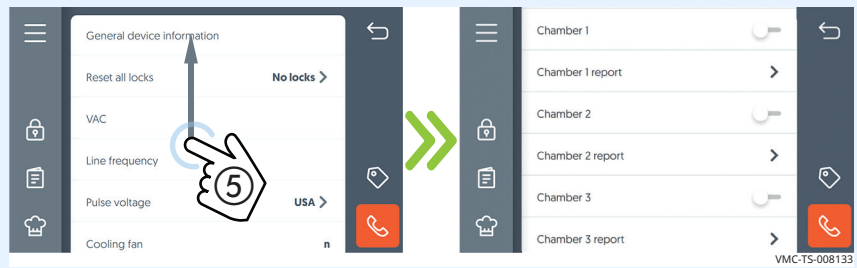 General device information
Reset all locks No locks
VAC
Line frequency
Pulse voltage USA
Cooling fan n
5
Chamber 1
Chamber 1 report
Chamber 2
Chamber 2 report
Chamber 3
Chamber 3 report
VMC-TS-008133